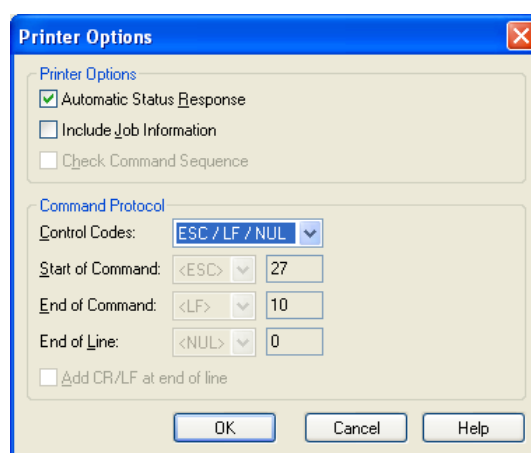 Printer Options
Printer Options
Automatic Status Response
Include Job Information
Check Command Sequence
Command Protocol
Control Codes: ESC / LF / NUL
Start of Command: <ESC> 27
End of Command: <LF> 10
End of Line: <NUL> 0
Add CR/LF at end of line
OK Cancel Help